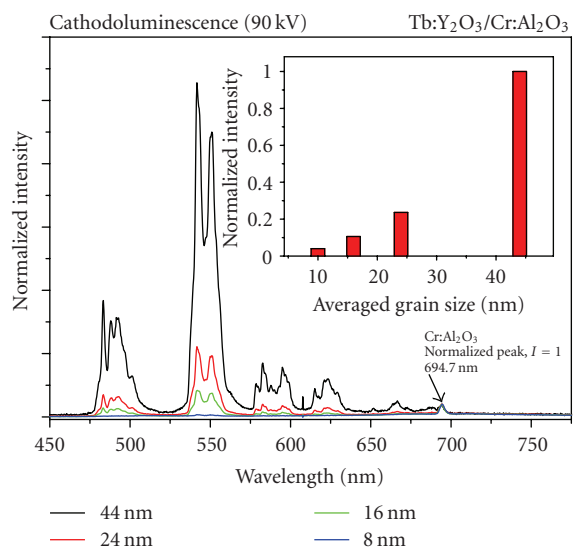 Cathodoluminescence (90 kV) Tb:Y₂O₃/Cr:Al₂O₃
Normalized intensity
Normalized intensity
1
0.8
0.6
0.4
0.2
0
10 20 30 40
Averaged grain size (nm)
Cr:Al₂O₃
Normalized peak, I = 1
694.7 nm
450 500 550 600 650 700 750
Wavelength (nm)
44 nm 16 nm
24 nm 8 nm